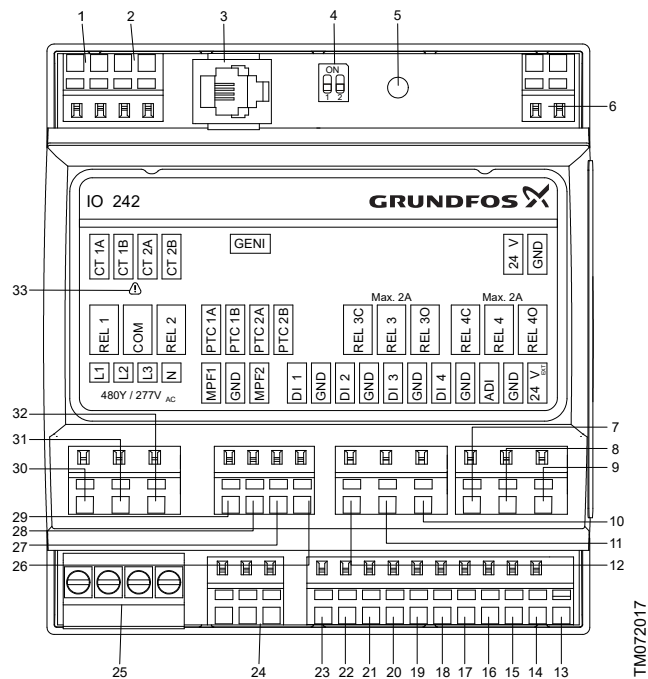 1 2 3 4 5
ON
1 2
6
IO 242 GRUNDFOS
CT 1A CT 1B CT 2A CT 2B GENI 24 V GND
33
Max. 2A Max. 2A
REL 1 COM REL 2 PTC 1A PTC 1B PTC 2A PTC 2B REL 3C REL 3 REL 3O REL 4C REL 4 REL 4O
L1 L2 L3 N MPF1 GND MPF2 DI 1 GND DI 2 GND DI 3 GND DI 4 GND ADI GND 24 V EXT
480Y / 277V AC
32 7
31 8
30 9
29 10
28 11
27
26 12
25 24 23 22 21 20 19 18 17 16 15 14 13
TM072017